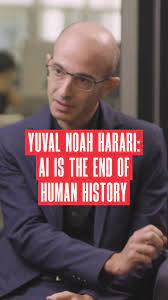 YUVAL NOAH HARARI:
AI IS THE END OF
HUMAN HISTORY